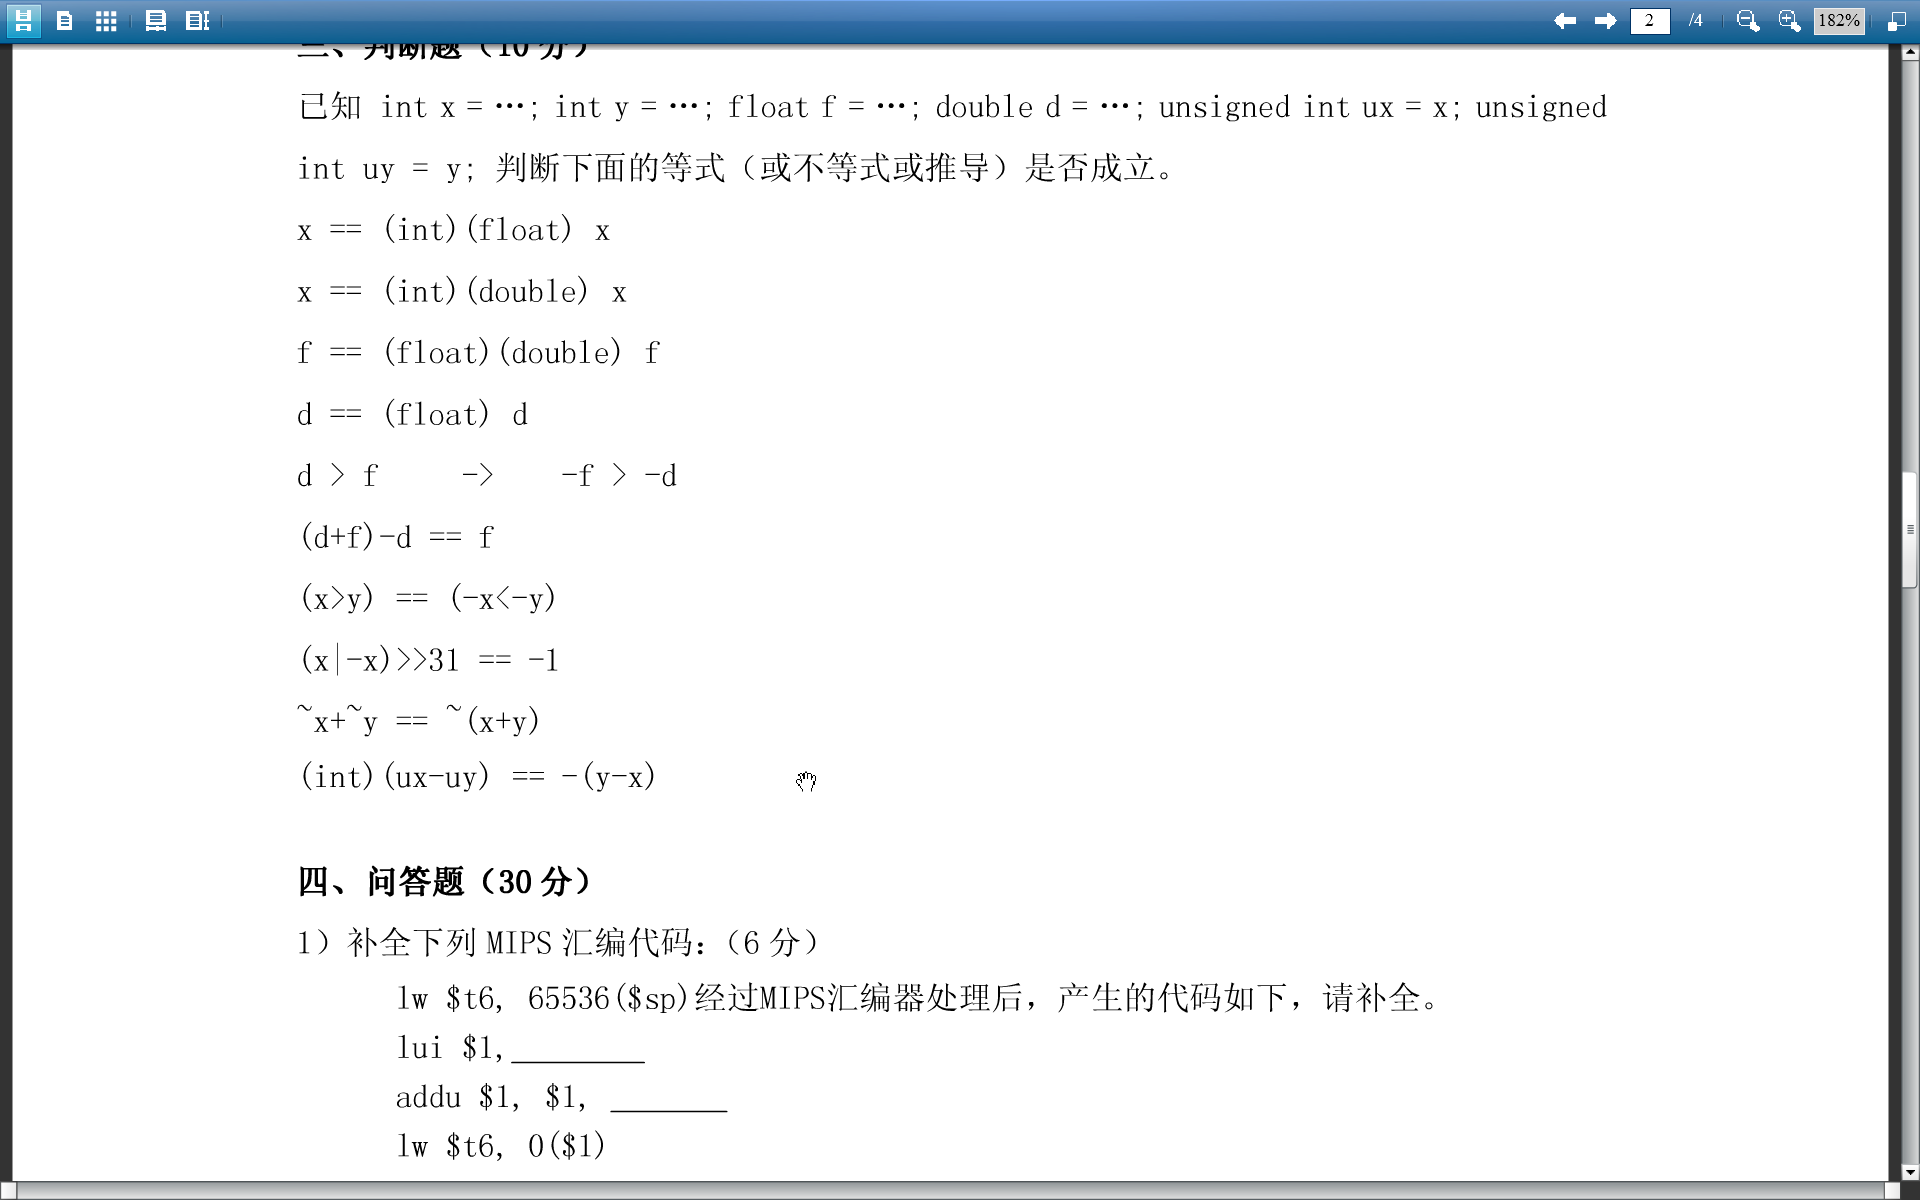 2 /4 182%
三、判断题（10 分）
已知 int x = …; int y = …; float f = …; double d = …; unsigned int ux = x; unsigned
int uy = y; 判断下面的等式（或不等式或推导）是否成立。
x == (int)(float) x
x == (int)(double) x
f == (float)(double) f
d == (float) d
d > f -> -f > -d
(d+f)-d == f
(x>y) == (-x<-y)
(x|-x)>>31 == -1
~x+~y == ~(x+y)
(int)(ux-uy) == -(y-x)
四、问答题（30 分）
1）补全下列 MIPS 汇编代码：（6 分）
lw $t6, 65536($sp)经过MIPS汇编器处理后，产生的代码如下，请补全。
lui $1,________
addu $1, $1, _______
lw $t6, 0($1)